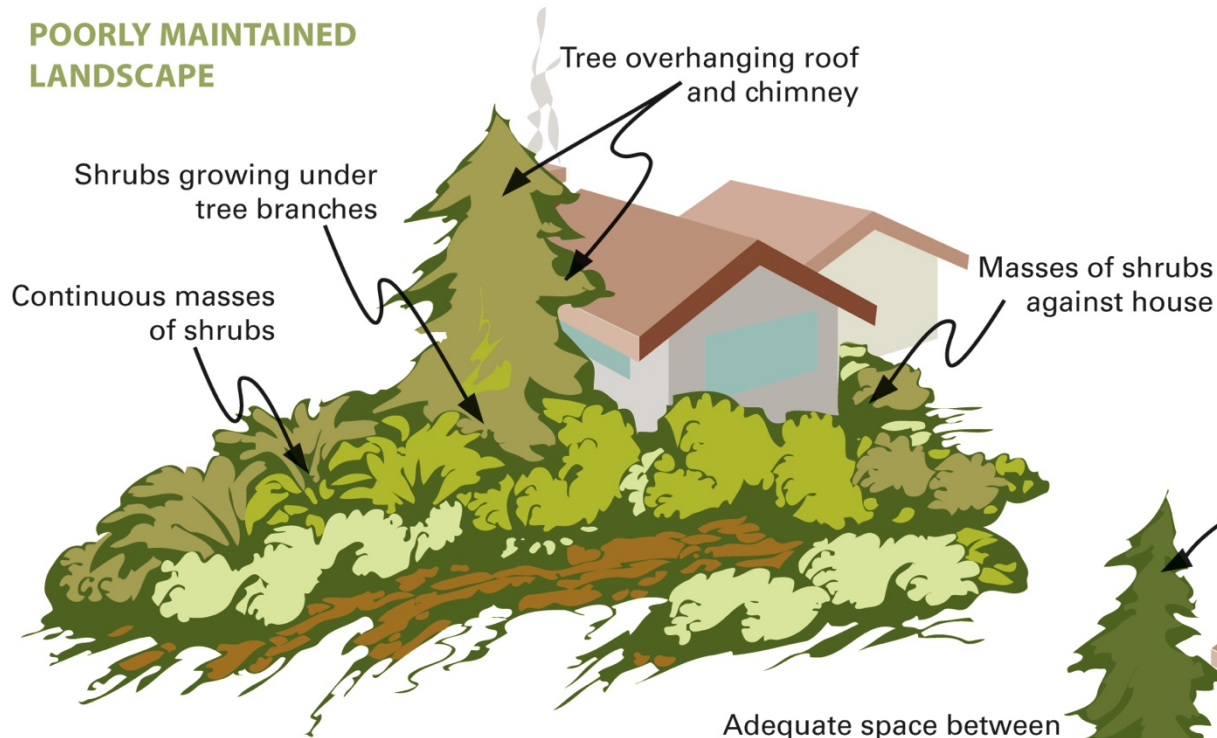 POORLY MAINTAINED
LANDSCAPE
Tree overhanging roof
and chimney
Shrubs growing under
tree branches
Continuous masses
of shrubs
Masses of shrubs
against house
Adequate space between